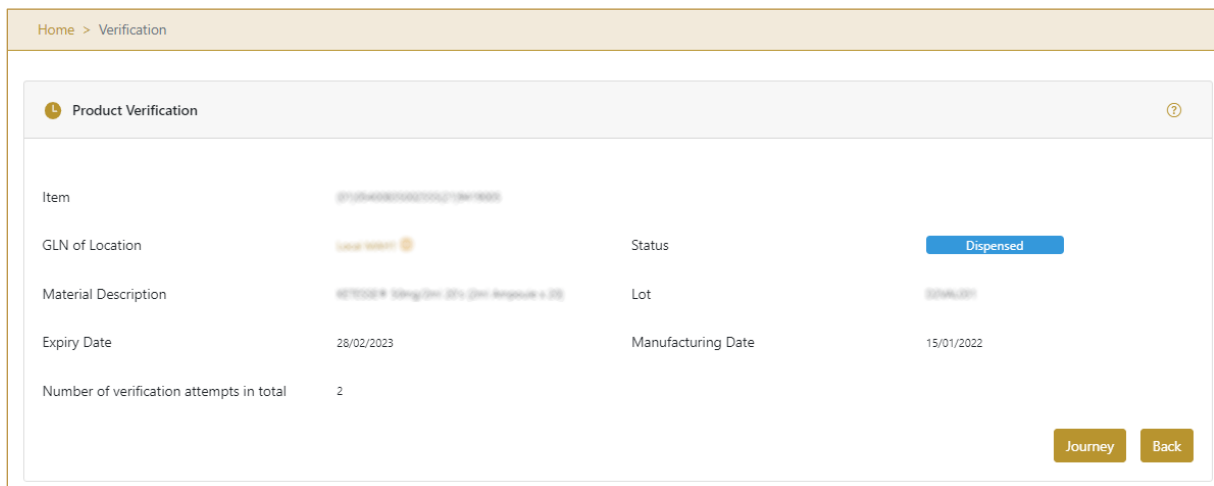 Home > Verification
Product Verification
Item
GLN of Location
Status Dispensed
Material Description
Lot
Expiry Date 28/02/2023 Manufacturing Date 15/01/2022
Number of verification attempts in total 2
Journey Back